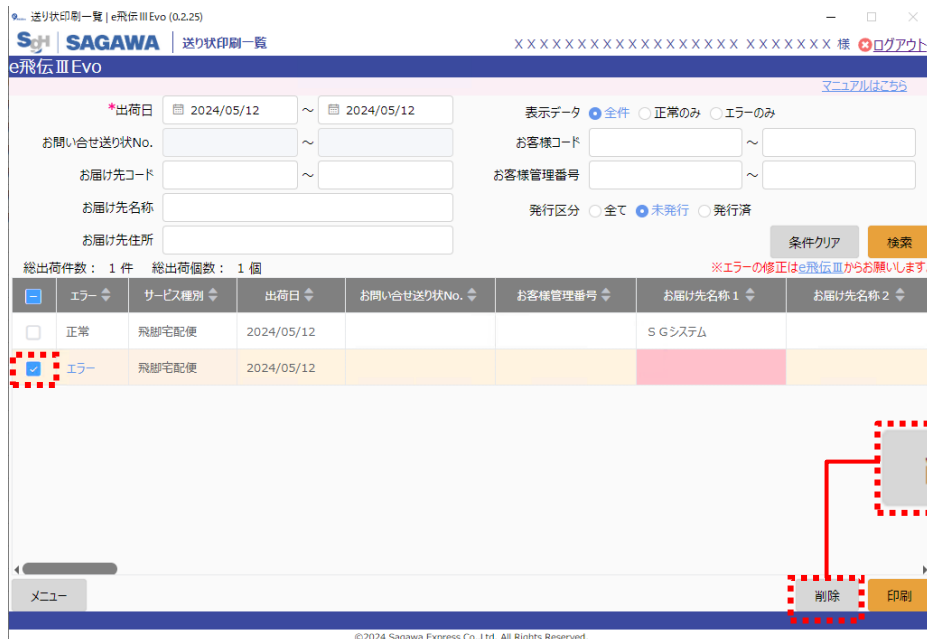 送り状印刷一覧 | e飛伝ⅢEvo (0.2.25)
SGH SAGAWA 送り状印刷一覧 XXXXXXXXXXXXXXXXXX XXXXXXX 様 ログアウト
e飛伝ⅢEvo
マニュアルはこちら
*出荷日 2024/05/12 ～ 2024/05/12 表示データ 全件 正常のみ エラーのみ
お問い合せ送り状No. ～ お客様コード ～
お届け先コード ～ お客様管理番号 ～
お届け先名称 発行区分 全て 未発行 発行済
お届け先住所 条件クリア 検索
総出荷件数： 1 件 総出荷個数： 1 個 ※エラーの修正はe飛伝Ⅲからお願いします
エラー サービス種別 出荷日 お問い合せ送り状No. お客様管理番号 お届け先名称１ お届け先名称２
正常 飛脚宅配便 2024/05/12 ＳＧシステム
エラー 飛脚宅配便 2024/05/12
メニュー 削除 印刷
©2024 Sagawa Express Co.,Ltd. All Rights Reserved.